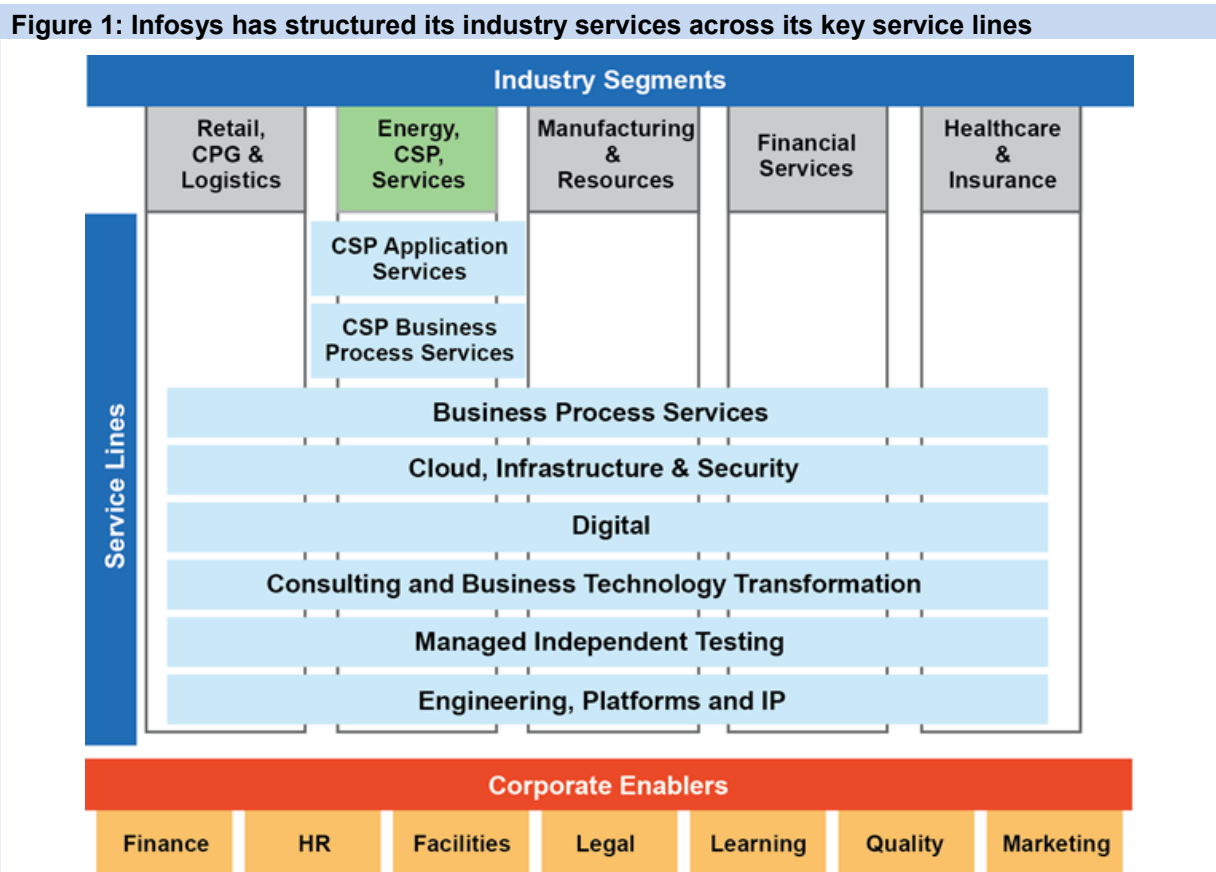 Figure 1: Infosys has structured its industry services across its key service lines
Industry Segments
Retail,
CPG &
Logistics
Energy,
CSP,
Services
Manufacturing
&
Resources
Financial
Services
Healthcare
&
Insurance
Service Lines
CSP Application
Services
CSP Business
Process Services
Business Process Services
Cloud, Infrastructure & Security
Digital
Consulting and Business Technology Transformation
Managed Independent Testing
Engineering, Platforms and IP
Corporate Enablers
Finance
HR
Facilities
Legal
Learning
Quality
Marketing